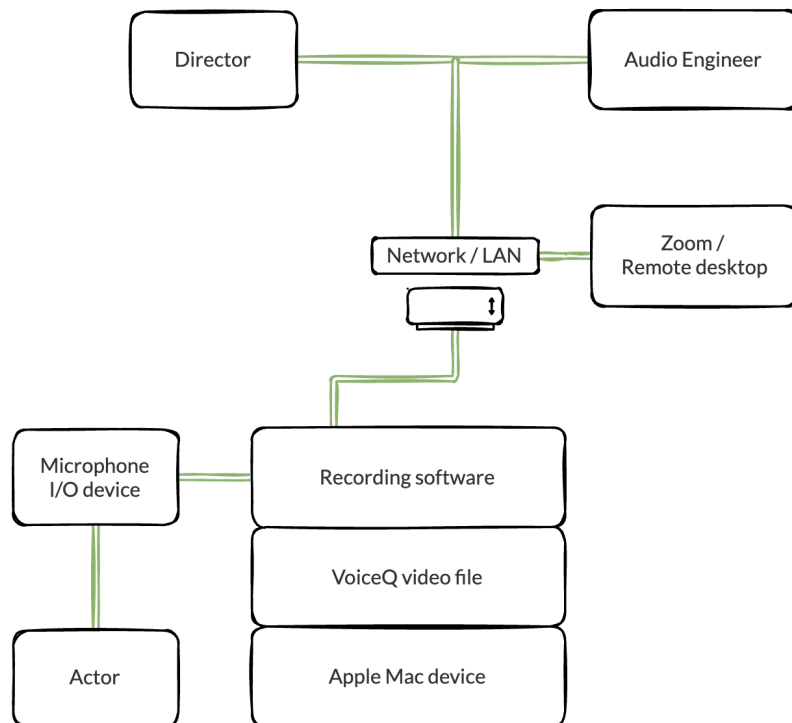 Director
Audio Engineer
Network / LAN
Zoom /
Remote desktop
Microphone
I/O device
Recording software
VoiceQ video file
Actor
Apple Mac device